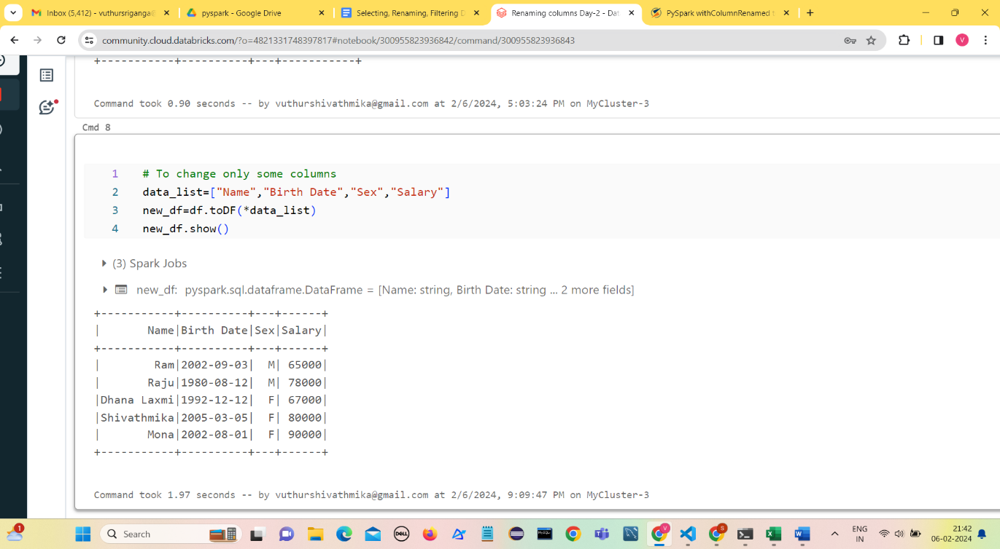 Inbox (5,412) - vuthursriganga@ pyspark - Google Drive Selecting, Renaming, Filtering D Renaming columns Day-2 - Dat PySpark withColumnRenamed t
community.cloud.databricks.com/?o=4821331748397817#notebook/300955823936842/command/300955823936843 V
+-----------+----------+---+-----------+
Command took 0.90 seconds -- by vuthurshivathmika@gmail.com at 2/6/2024, 5:03:24 PM on MyCluster-3
Cmd 8
1 # To change only some columns
2 data_list=["Name","Birth Date","Sex","Salary"]
3 new_df=df.toDF(*data_list)
4 new_df.show()
(3) Spark Jobs
new_df: pyspark.sql.dataframe.DataFrame = [Name: string, Birth Date: string ... 2 more fields]
+-----------+----------+---+------+
|       Name|Birth Date|Sex|Salary|
+-----------+----------+---+------+
|        Ram|2002-09-03|  M| 65000|
|       Raju|1980-08-12|  M| 78000|
|Dhana Laxmi|1992-12-12|  F| 67000|
|Shivathmika|2005-03-05|  F| 80000|
|       Mona|2002-08-01|  F| 90000|
+-----------+----------+---+------+
Command took 1.97 seconds -- by vuthurshivathmika@gmail.com at 2/6/2024, 9:09:47 PM on MyCluster-3
1 Search DELL MySQL V S ENG 21:42
IN 06-02-2024